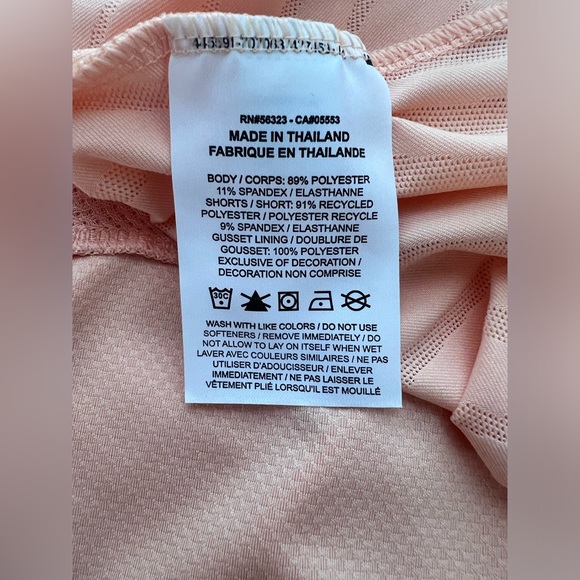 RN#56323 - CA#05553
MADE IN THAILAND
FABRIQUE EN THAILANDE
BODY / CORPS: 89% POLYESTER
11% SPANDEX / ELASTHANNE
SHORTS / SHORT: 91% RECYCLED
POLYESTER / POLYESTER RECYCLE
9% SPANDEX / ELASTHANNE
GUSSET LINING / DOUBLURE DE
GOUSSET: 100% POLYESTER
EXCLUSIVE OF DECORATION /
DECORATION NON COMPRISE
30C
WASH WITH LIKE COLORS / DO NOT USE
SOFTENERS / REMOVE IMMEDIATELY / DO
NOT ALLOW TO LAY ON ITSELF WHEN WET
LAVER AVEC COULEURS SIMILAIRES / NE PAS
UTILISER D'ADOUCISSEUR / ENLEVER
IMMÉDIATEMENT / NE PAS LAISSER LE
VÊTEMENT PLIÉ LORSQU'IL EST MOUILLÉ